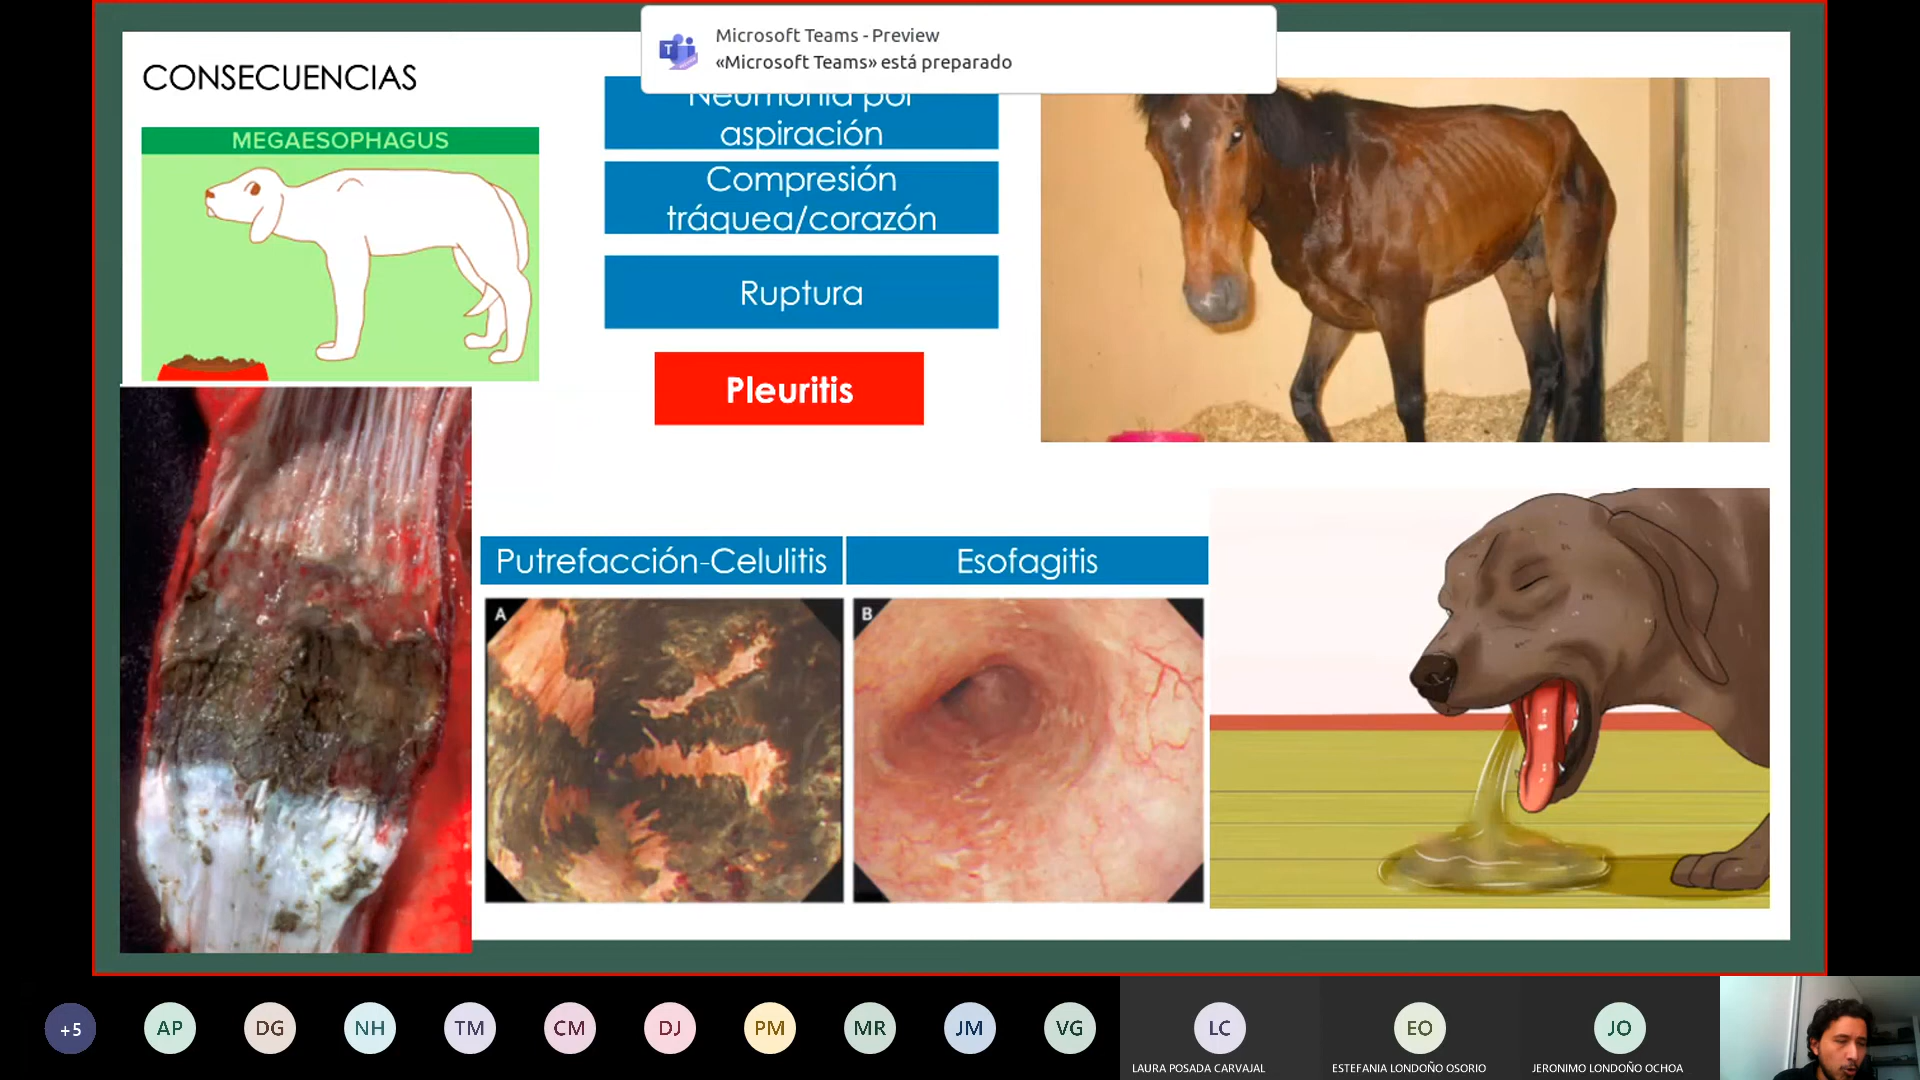 Microsoft Teams - Preview
«Microsoft Teams» está preparado
CONSECUENCIAS
MEGAESOPHAGUS
Neumonía por
aspiración
Compresión
tráquea/corazón
Ruptura
Pleuritis
Putrefacción-Celulitis
Esofagitis
A
B
+5
AP
DG
NH
TM
CM
DJ
PM
MR
JM
VG
LC
EO
JO
LAURA POSADA CARVAJAL
ESTEFANIA LONDOÑO OSORIO
JERONIMO LONDOÑO OCHOA